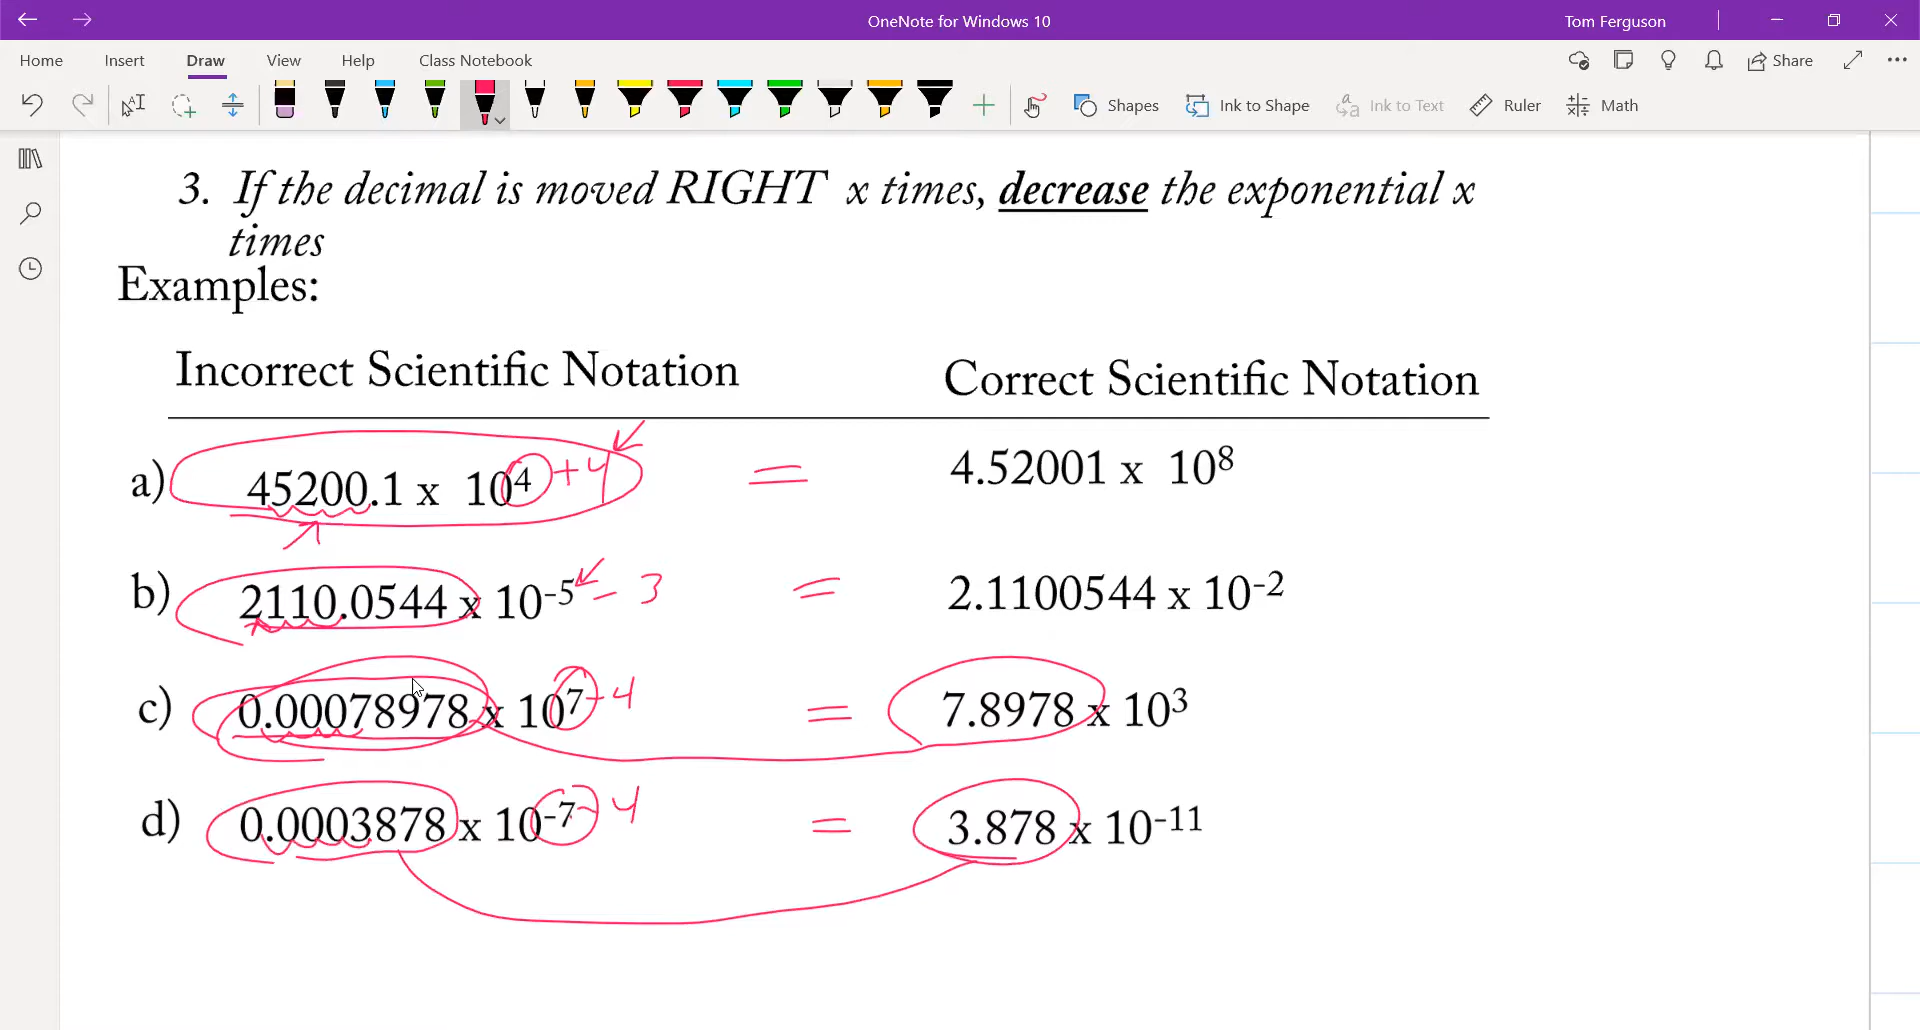 OneNote for Windows 10
Tom Ferguson
Home Insert Draw View Help Class Notebook
Share
Shapes Ink to Shape Ink to Text Ruler Math
3. If the decimal is moved RIGHT x times, decrease the exponential x
times
Examples:
Incorrect Scientific Notation Correct Scientific Notation
a) 45200.1 x 10⁴ +4 = 4.52001 x 10⁸
b) 2110.0544 x 10⁻⁵ - 3 = 2.1100544 x 10⁻²
c) 0.00078978 x 10⁷ -4 = 7.8978 x 10³
d) 0.0003878 x 10⁻⁷ -4 = 3.878 x 10⁻¹¹